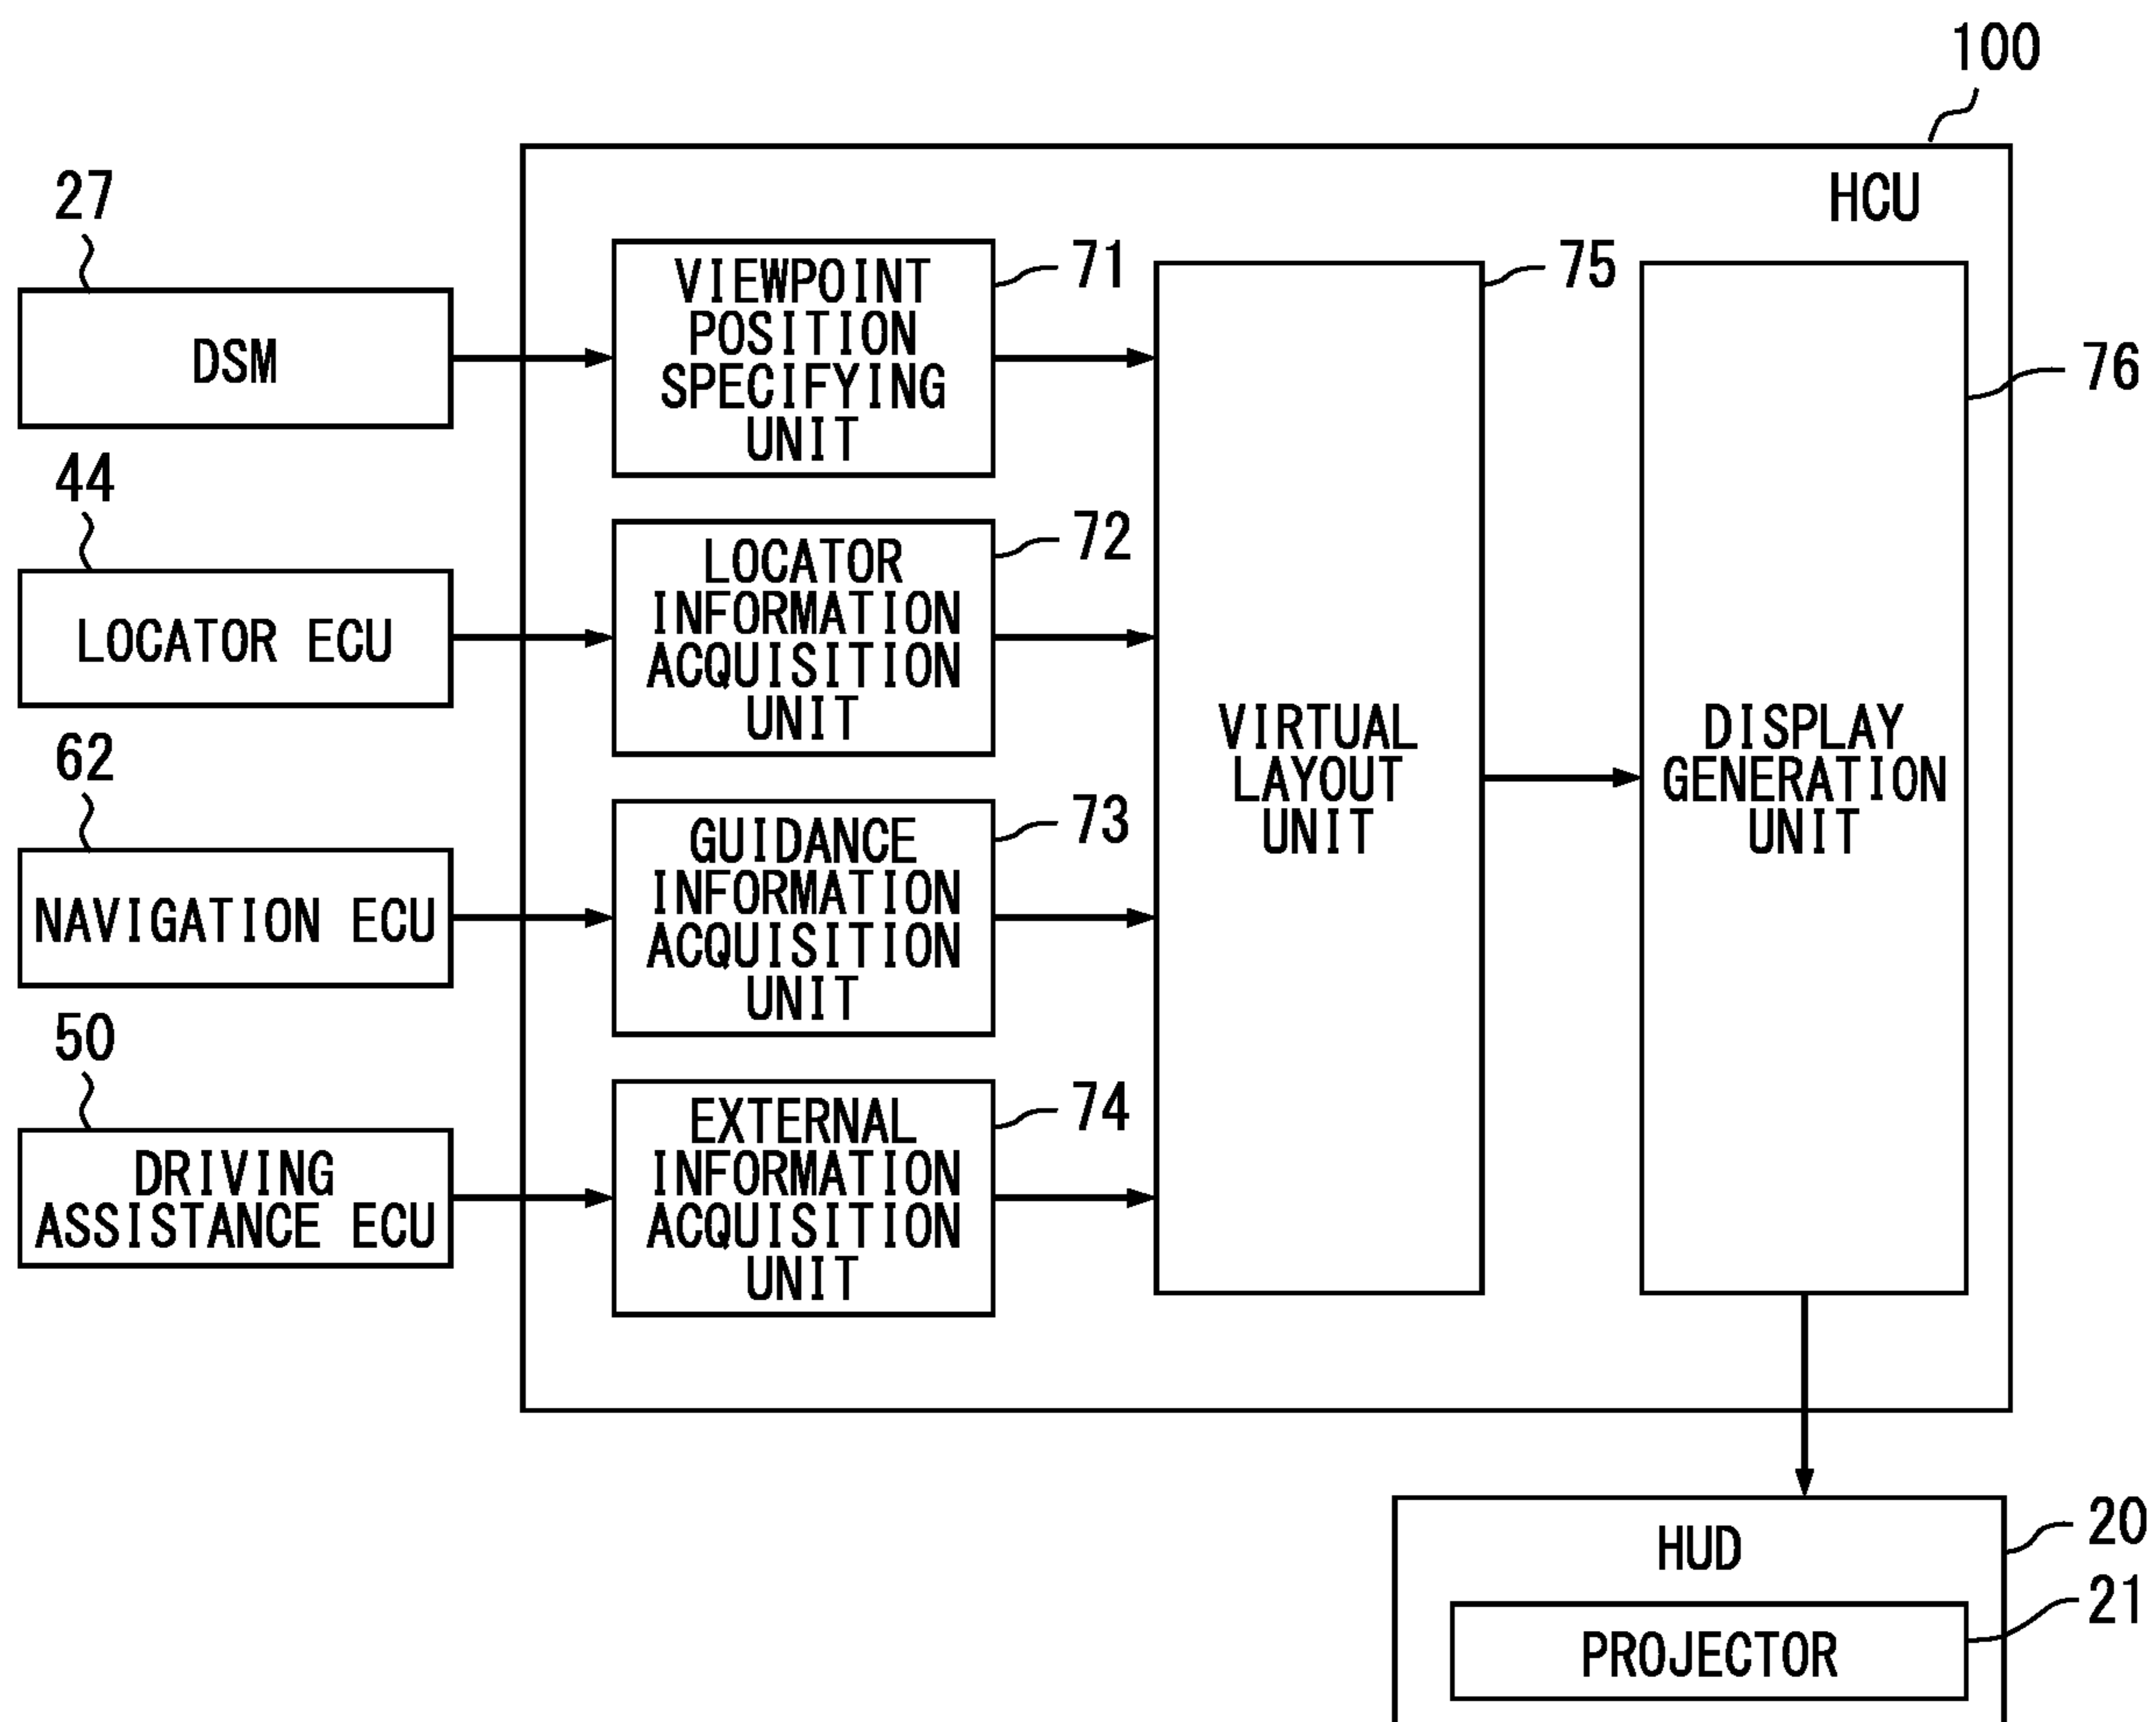 100
HCU
27
DSM
VIEWPOINT
POSITION
SPECIFYING
UNIT
71
75
76
44
LOCATOR ECU
LOCATOR
INFORMATION
ACQUISITION
UNIT
72
62
NAVIGATION ECU
GUIDANCE
INFORMATION
ACQUISITION
UNIT
73
VIRTUAL
LAYOUT
UNIT
DISPLAY
GENERATION
UNIT
50
DRIVING
ASSISTANCE ECU
EXTERNAL
INFORMATION
ACQUISITION
UNIT
74
HUD
20
PROJECTOR
21